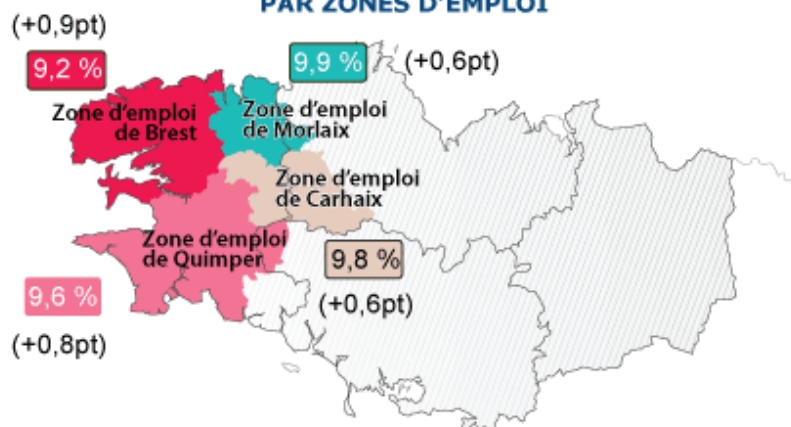 PAR ZONES D'EMPLOI
(+0,9pt)
9,2 %
9,9 %
(+0,6pt)
Zone d'emploi
de Brest
Zone d'emploi
de Morlaix
Zone d'emploi
de Carhaix
Zone d'emploi
de Quimper
9,8 %
(+0,6pt)
9,6 %
(+0,8pt)